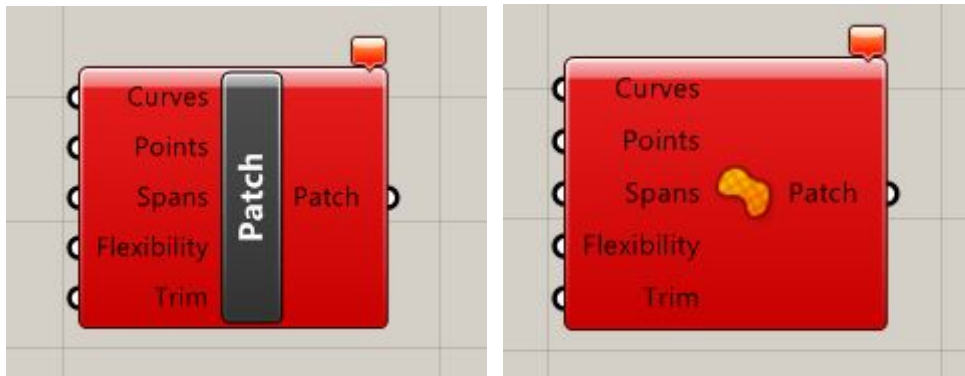 Curves
Points
Spans
Flexibility
Trim
Patch
Patch
Curves
Points
Spans
Flexibility
Trim
Patch